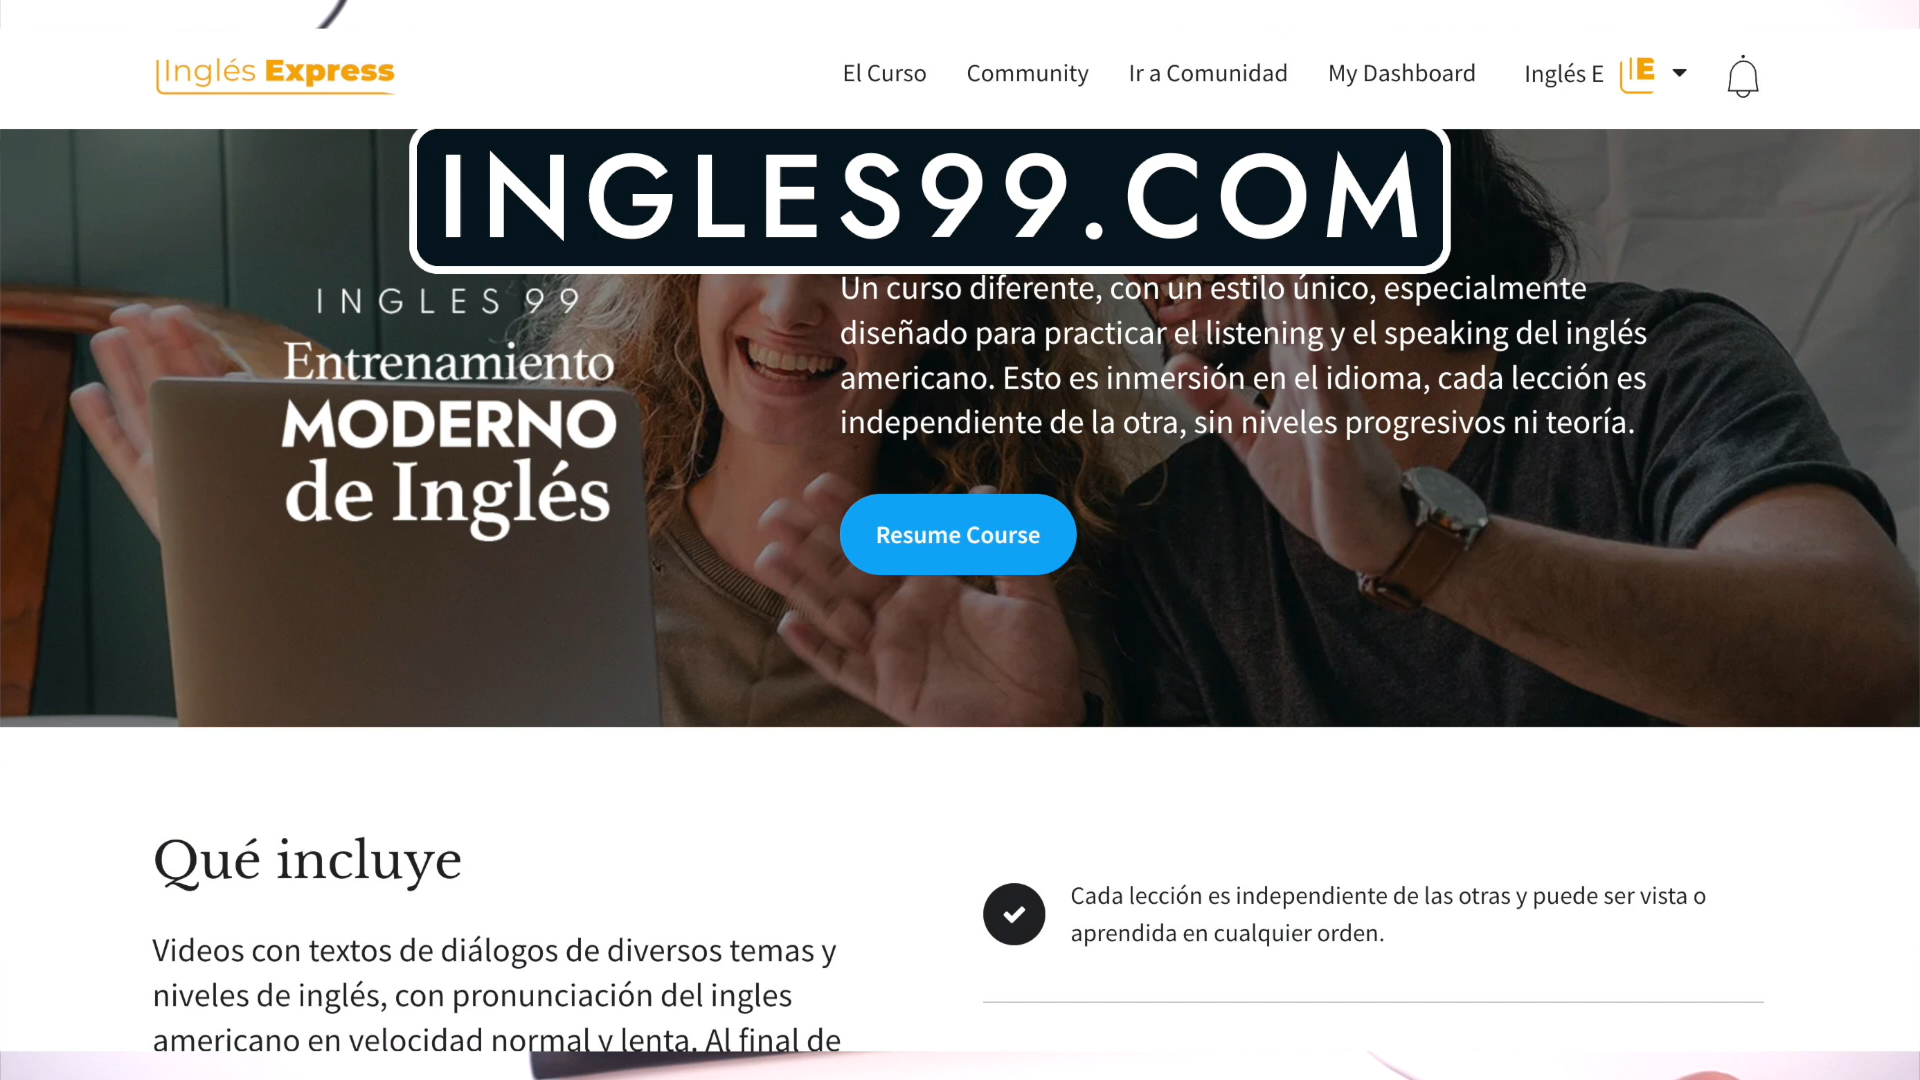 Inglés Express
El Curso Community Ir a Comunidad My Dashboard Inglés E IE
INGLES99.COM
INGLES 99
Entrenamiento
MODERNO
de Inglés
Un curso diferente, con un estilo único, especialmente
diseñado para practicar el listening y el speaking del inglés
americano. Esto es inmersión en el idioma, cada lección es
independiente de la otra, sin niveles progresivos ni teoría.
Resume Course
Qué incluye
Videos con textos de diálogos de diversos temas y
niveles de inglés, con pronunciación del ingles
americano en velocidad normal y lenta. Al final de
Cada lección es independiente de las otras y puede ser vista o
aprendida en cualquier orden.